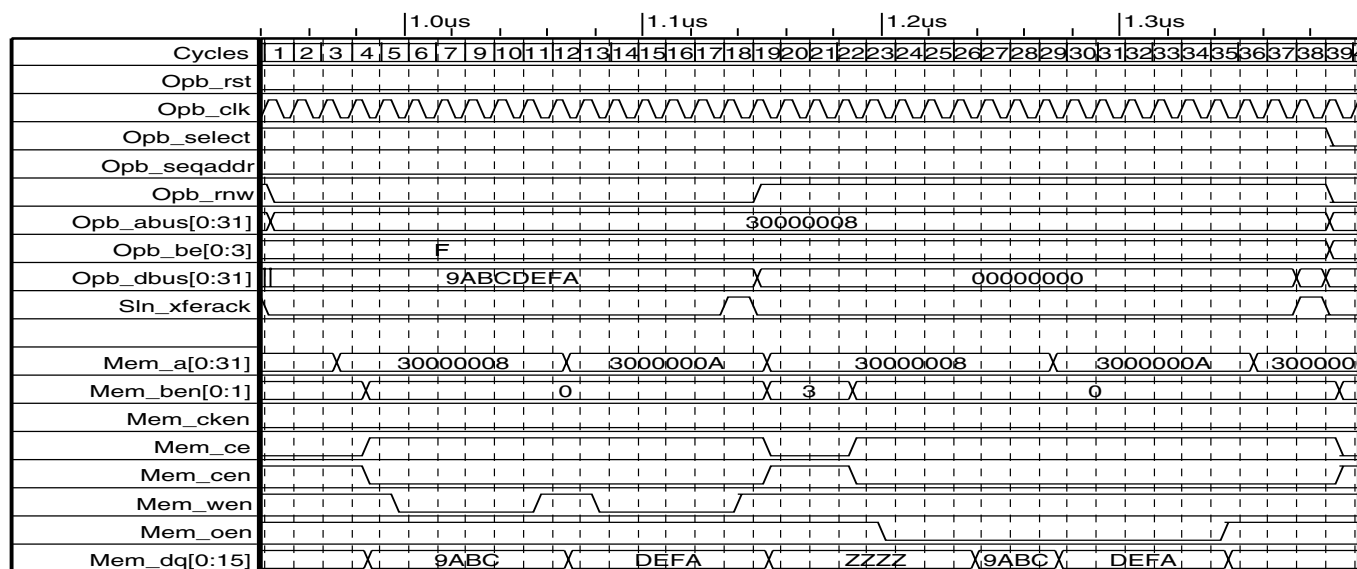 1.0us 1.1us 1.2us 1.3us
Cycles 1 2 3 4 5 6 7 9 10 11 12 13 14 15 16 17 18 19 20 21 22 23 24 25 26 27 28 29 30 31 32 33 34 35 36 37 38 39
Opb_rst
Opb_clk
Opb_select
Opb_seqaddr
Opb_rnw
Opb_abus[0:31] 30000008
Opb_be[0:3] F
Opb_dbus[0:31] 9ABCDEFA 00000000
Sln_xferack
Mem_a[0:31] 30000008 3000000A 30000008 3000000A 300000
Mem_ben[0:1] 0 3 0
Mem_cken
Mem_ce
Mem_cen
Mem_wen
Mem_oen
Mem_dq[0:15] 9ABC DEFA ZZZZ 9ABC DEFA